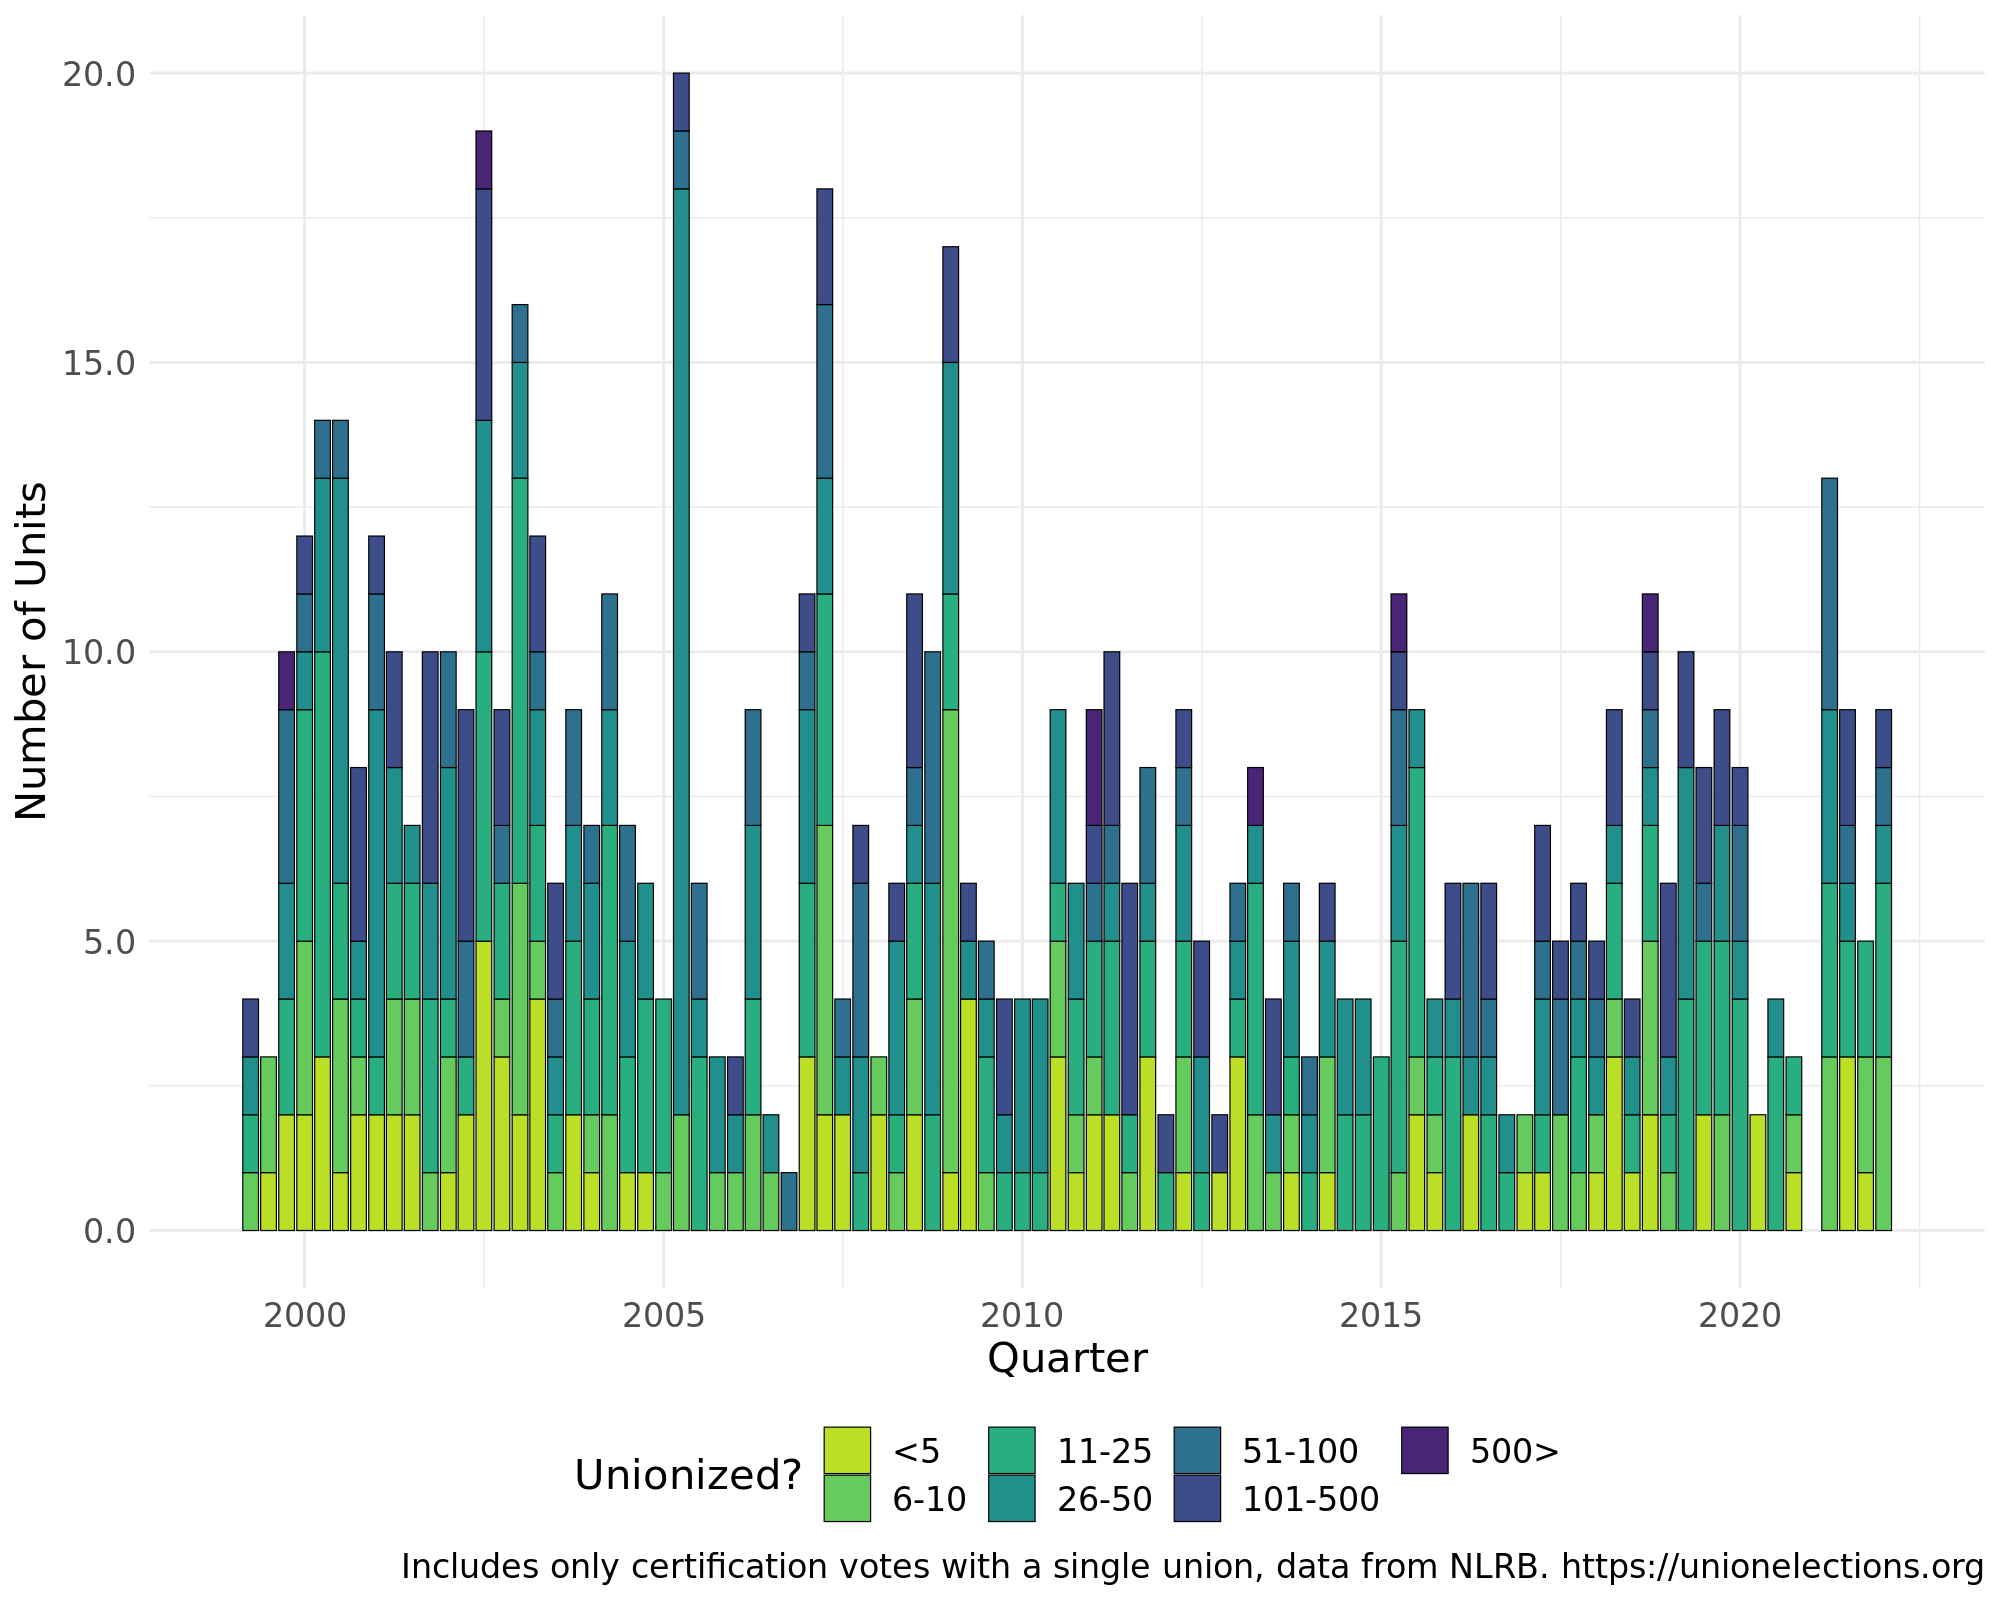 20.0
15.0
10.0
5.0
0.0
Number of Units
2000 2005 2010 2015 2020
Quarter
Unionized?
<5 11-25 51-100 500>
6-10 26-50 101-500
Includes only certification votes with a single union, data from NLRB. https://unionelections.org